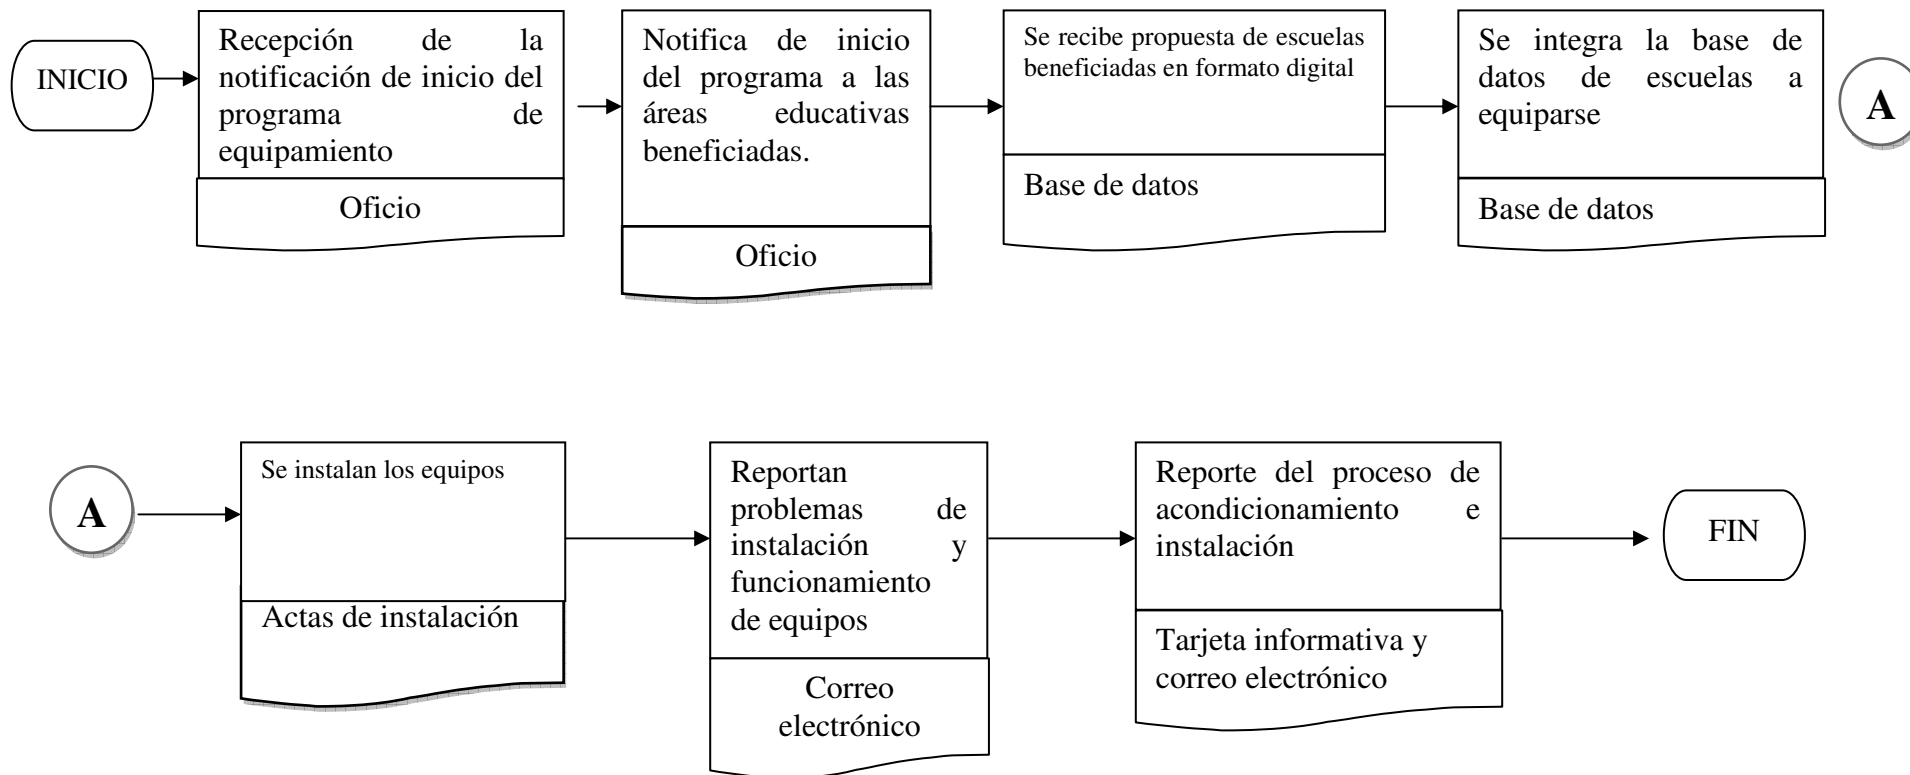 INICIO
Recepción de la
notificación de inicio del
programa de
equipamiento
Oficio
Notifica de inicio
del programa a las
áreas educativas
beneficiadas.
Oficio
Se recibe propuesta de escuelas
beneficiadas en formato digital
Base de datos
Se integra la base de
datos de escuelas a
equiparse
Base de datos
A
A
Se instalan los equipos
Actas de instalación
Reportan
problemas de
instalación y
funcionamiento
de equipos
Correo
electrónico
Reporte del proceso de
acondicionamiento e
instalación
Tarjeta informativa y
correo electrónico
FIN